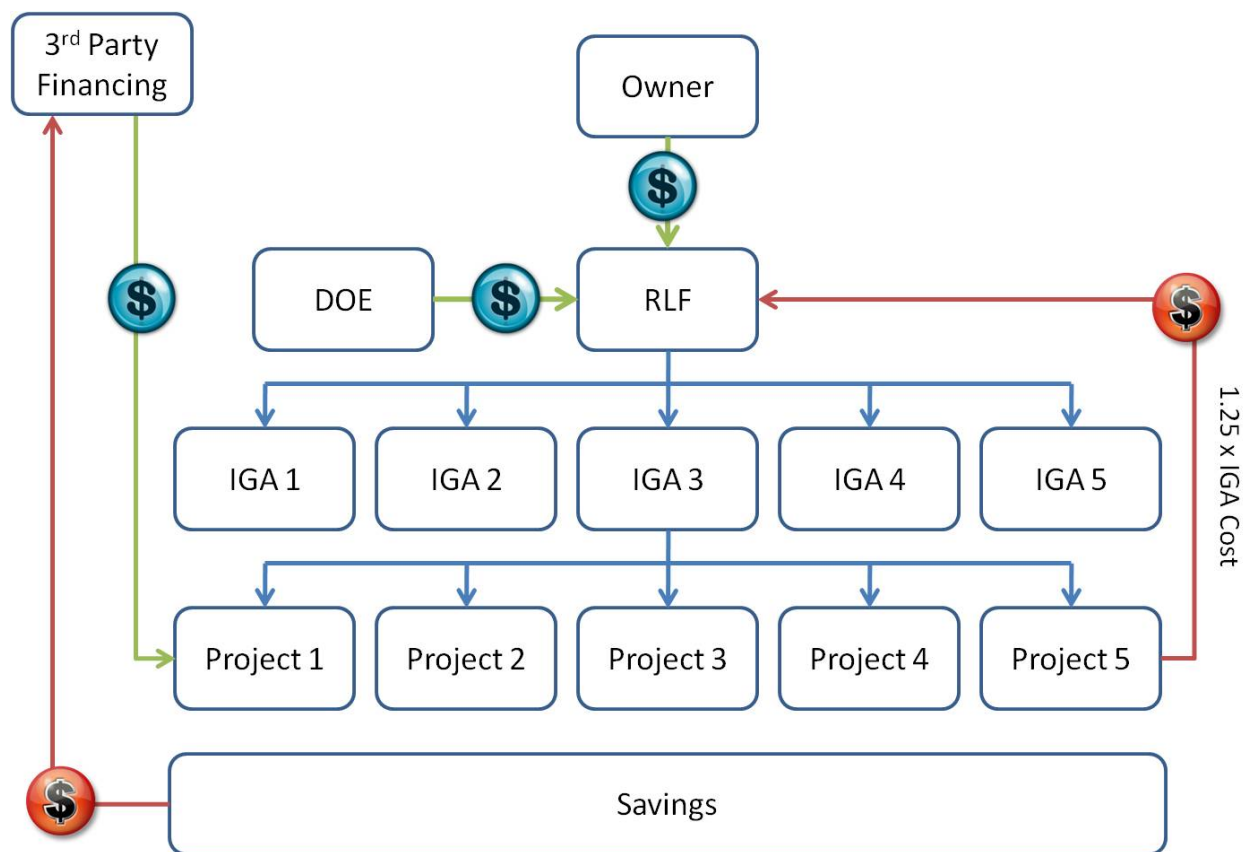 3rd Party
Financing
Owner
$
DOE
$
RLF
$
$
IGA 1
IGA 2
IGA 3
IGA 4
IGA 5
1.25 x IGA Cost
Project 1
Project 2
Project 3
Project 4
Project 5
$
Savings